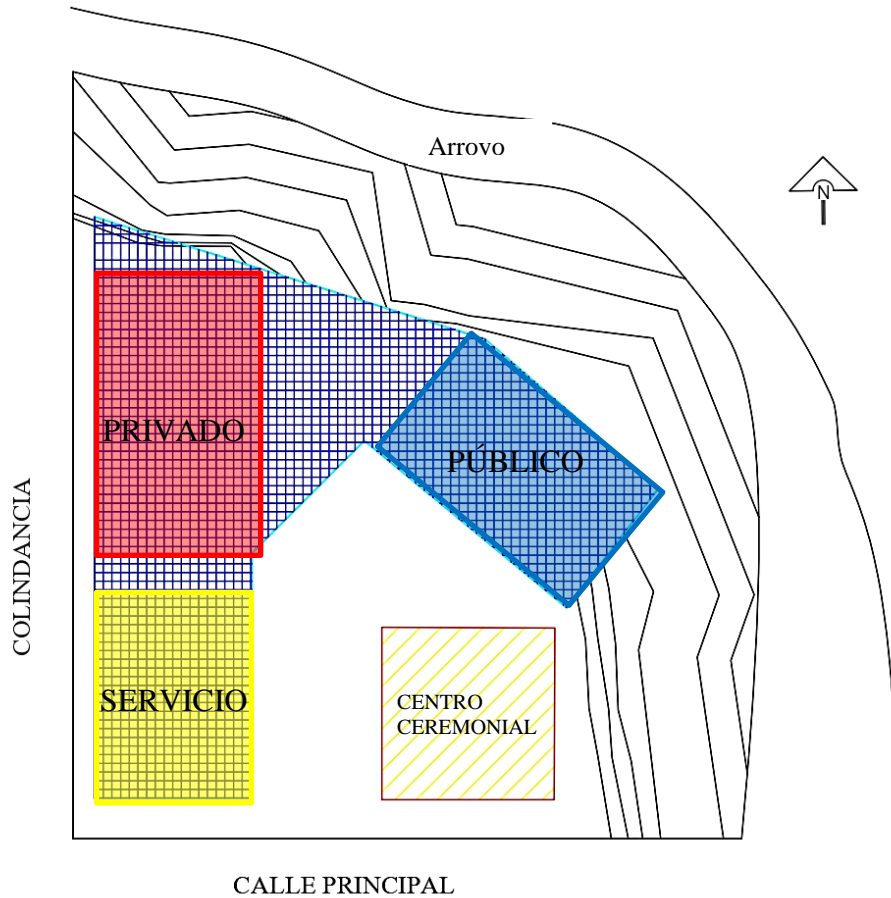 Arrovo
N
PRIVADO
PÚBLICO
COLINDANCIA
SERVICIO
CENTRO
CEREMONIAL
CALLE PRINCIPAL